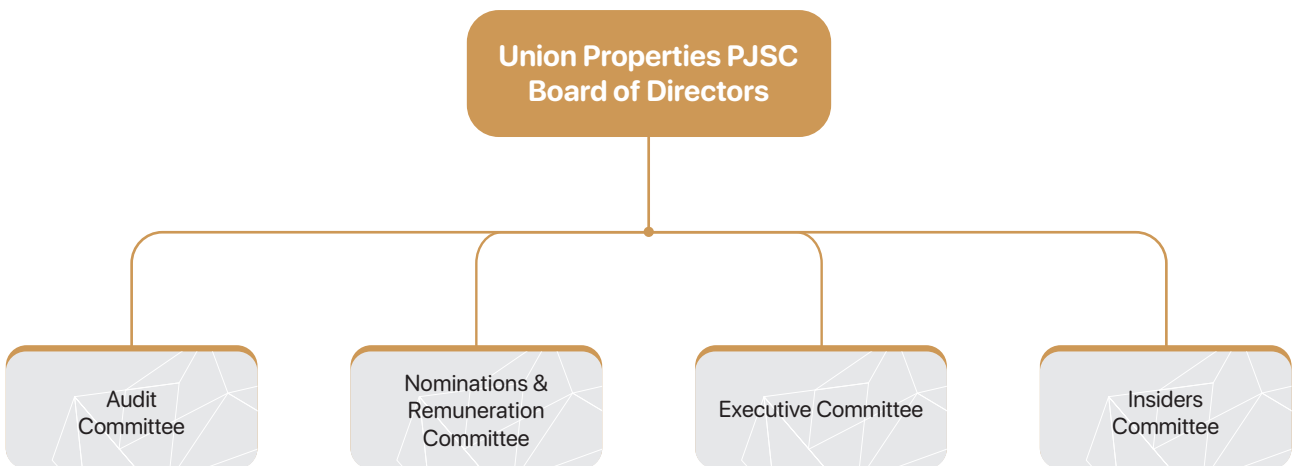 Union Properties PJSC
Board of Directors
Audit
Committee
Nominations &
Remuneration
Committee
Executive Committee
Insiders
Committee